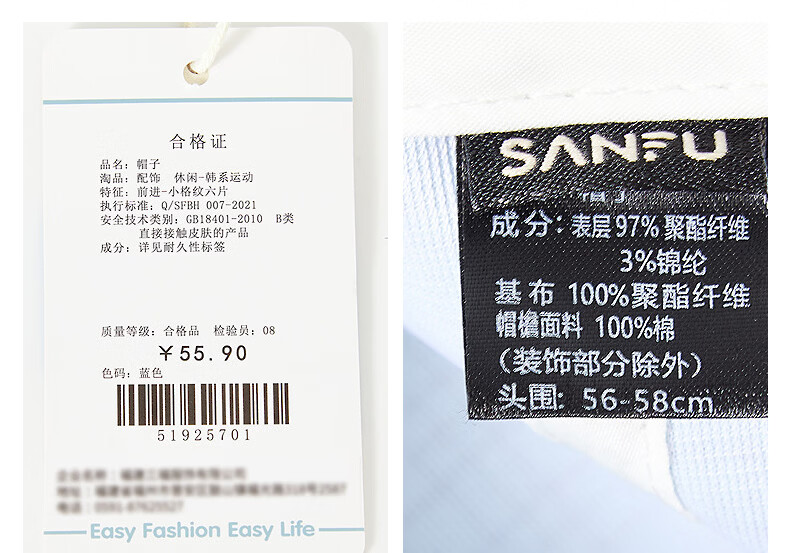 合格证
品名：帽子
淘品：配饰 休闲-韩系运动
特征：前进-小格纹六片
执行标准：Q/SFBH 007-2021
安全技术类别：GB18401-2010 B类
直接接触皮肤的产品
成分：详见耐久性标签
质量等级：合格品 检验员：08
￥55.90
色码：蓝色
51925701
Easy Fashion Easy Life
SANFU
成分：表层97%聚酯纤维
3%锦纶
基布 100%聚酯纤维
帽檐面料 100%棉
（装饰部分除外）
头围：56-58cm